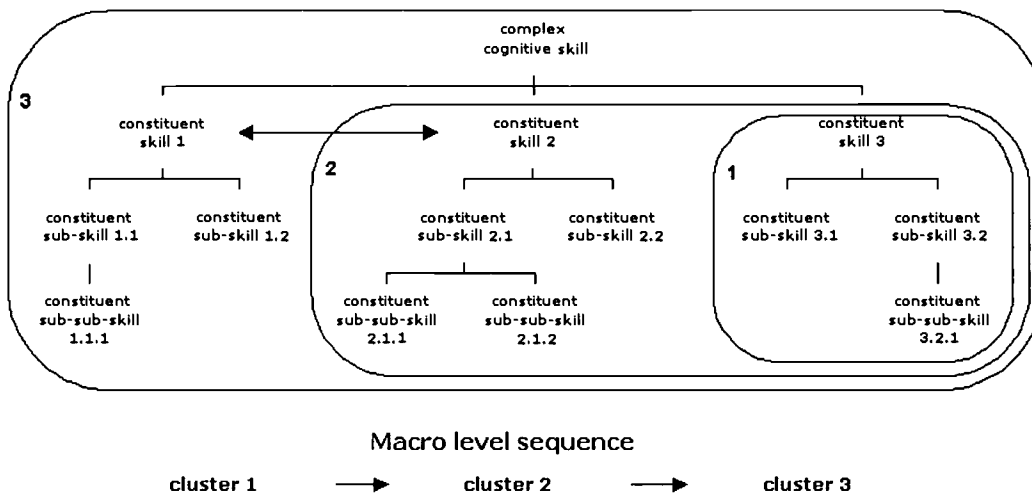 complex
cognitive skill
3
constituent
skill 1
constituent
skill 2
constituent
skill 3
2
1
constituent
sub-skill 1.1
constituent
sub-skill 1.2
constituent
sub-skill 2.1
constituent
sub-skill 2.2
constituent
sub-skill 3.1
constituent
sub-skill 3.2
constituent
sub-sub-skill
1.1.1
constituent
sub-sub-skill
2.1.1
constituent
sub-sub-skill
2.1.2
constituent
sub-sub-skill
3.2.1
Macro level sequence
cluster 1
cluster 2
cluster 3